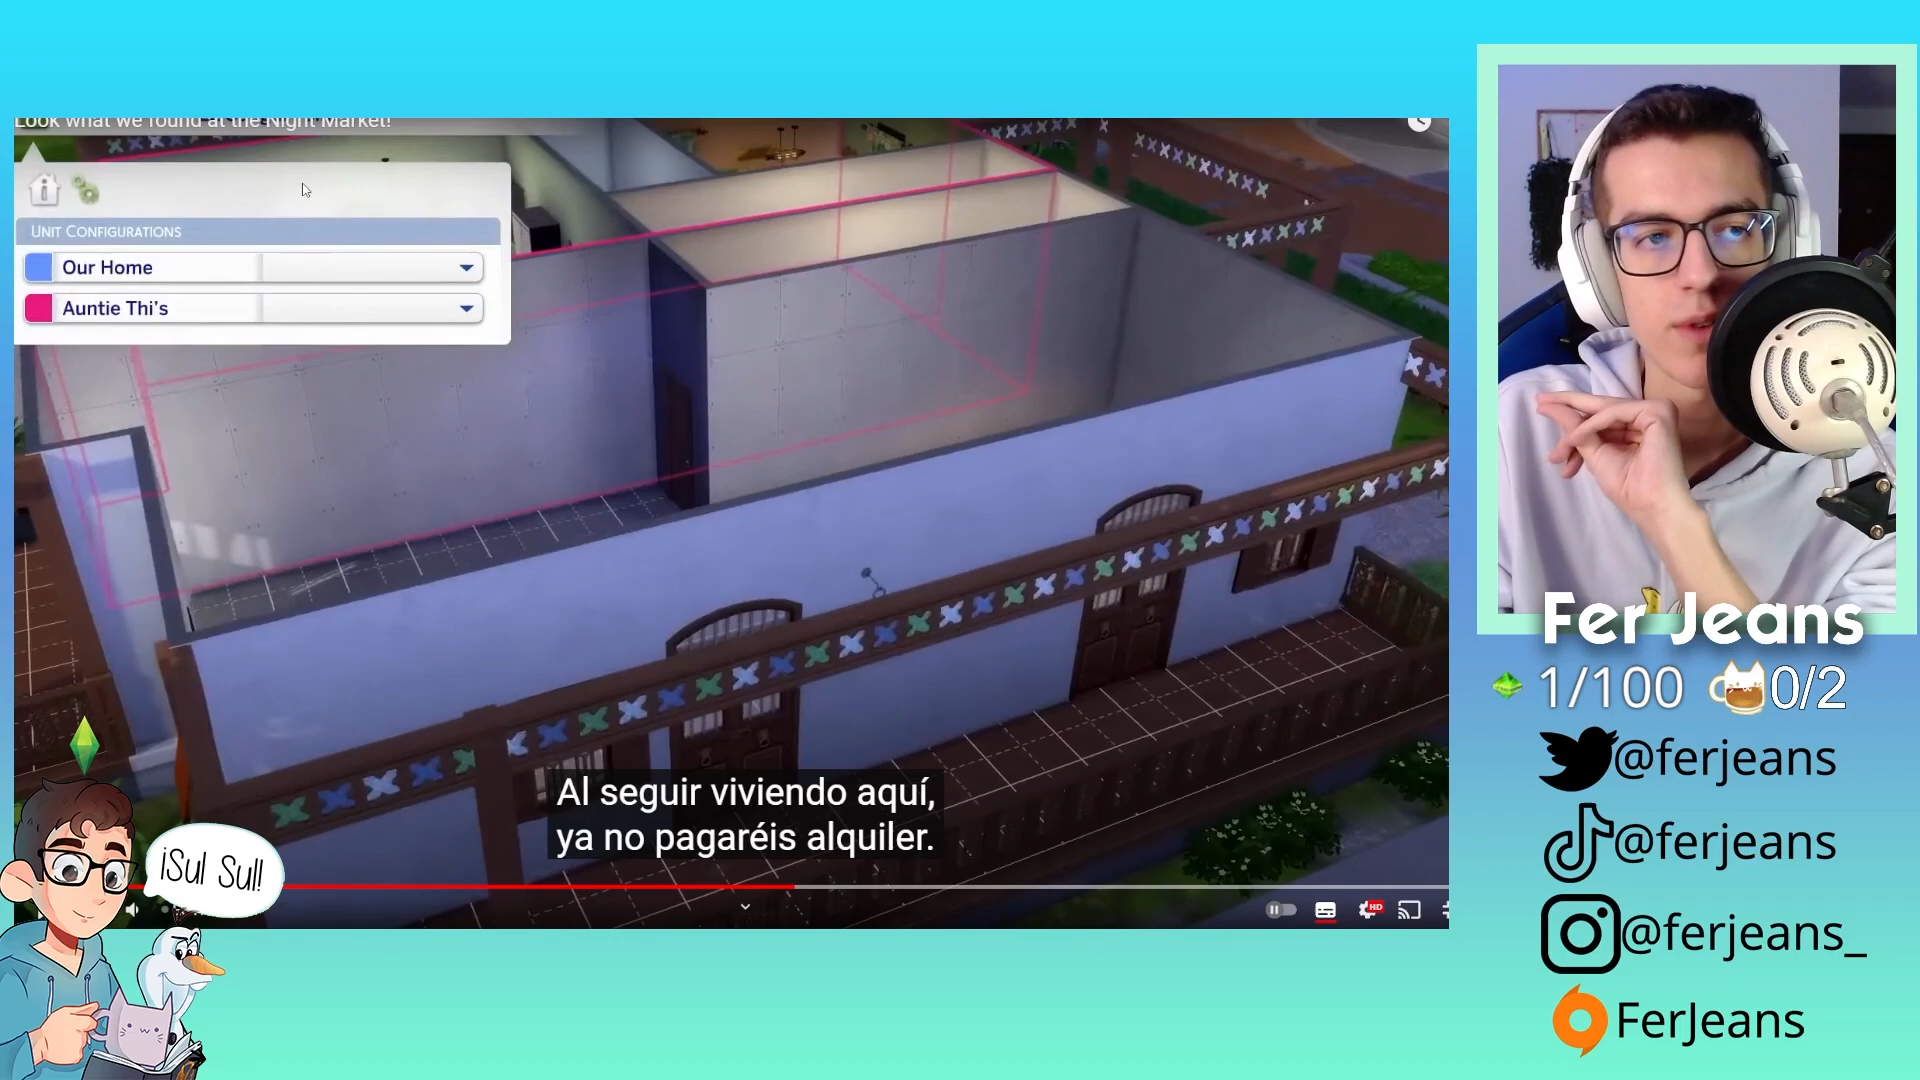 Look what we found at the Night Market!
UNIT CONFIGURATIONS
Our Home
Auntie Thi's
Al seguir viviendo aquí,
ya no pagaréis alquiler.
HD
¡Sul Sul!
Fer Jeans
1/100 0/2
@ferjeans
@ferjeans
@ferjeans_
FerJeans